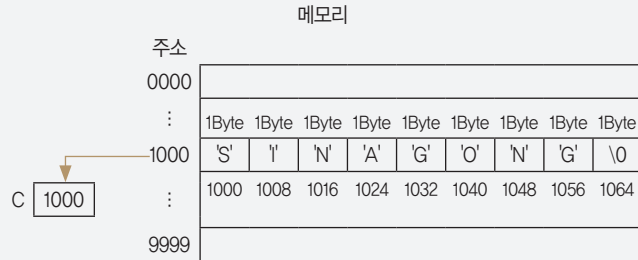 메모리
주소
0000
⋮ 1Byte 1Byte 1Byte 1Byte 1Byte 1Byte 1Byte 1Byte 1Byte
1000 'S' 'I' 'N' 'A' 'G' 'O' 'N' 'G' \0
C 1000 ⋮ 1000 1008 1016 1024 1032 1040 1048 1056 1064
9999